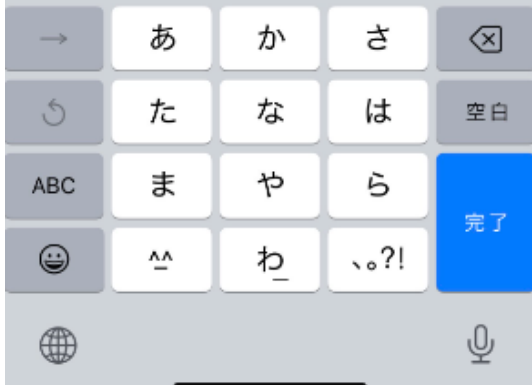 → あ か さ
た な は 空白
ABC ま や ら 完了
^^ わ 、。?!